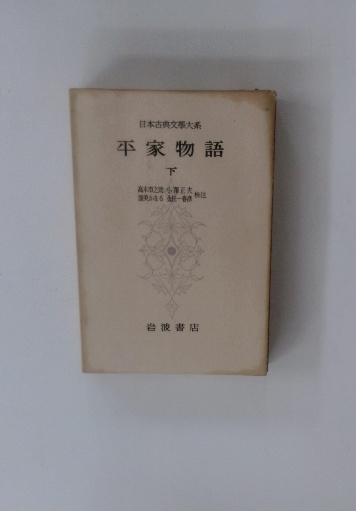 日本古典文學大系
平家物語
下
高木市之助 小澤正夫 校注
渥美かをる 金田一春彦
岩波書店